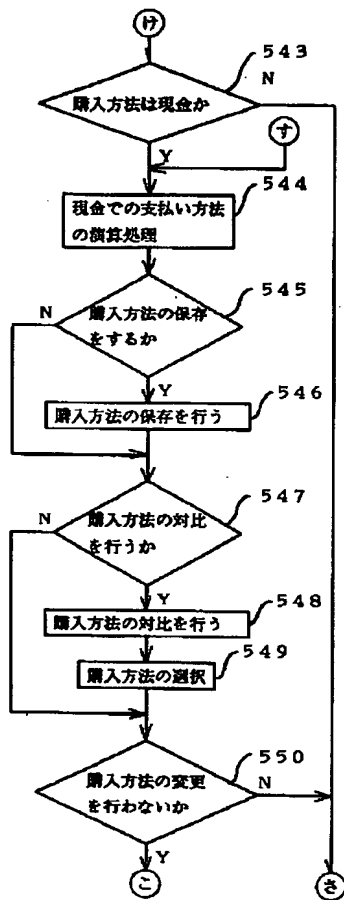 け
543
購入方法は現金か
N
す
Y
544
現金での支払い方法
の演算処理
545
N
購入方法の保存
をするか
Y
546
購入方法の保存を行う
547
N
購入方法の対比
を行うか
Y
548
購入方法の対比を行う
549
購入方法の選択
550
購入方法の変更
を行わないか
N
Y
こ
さ